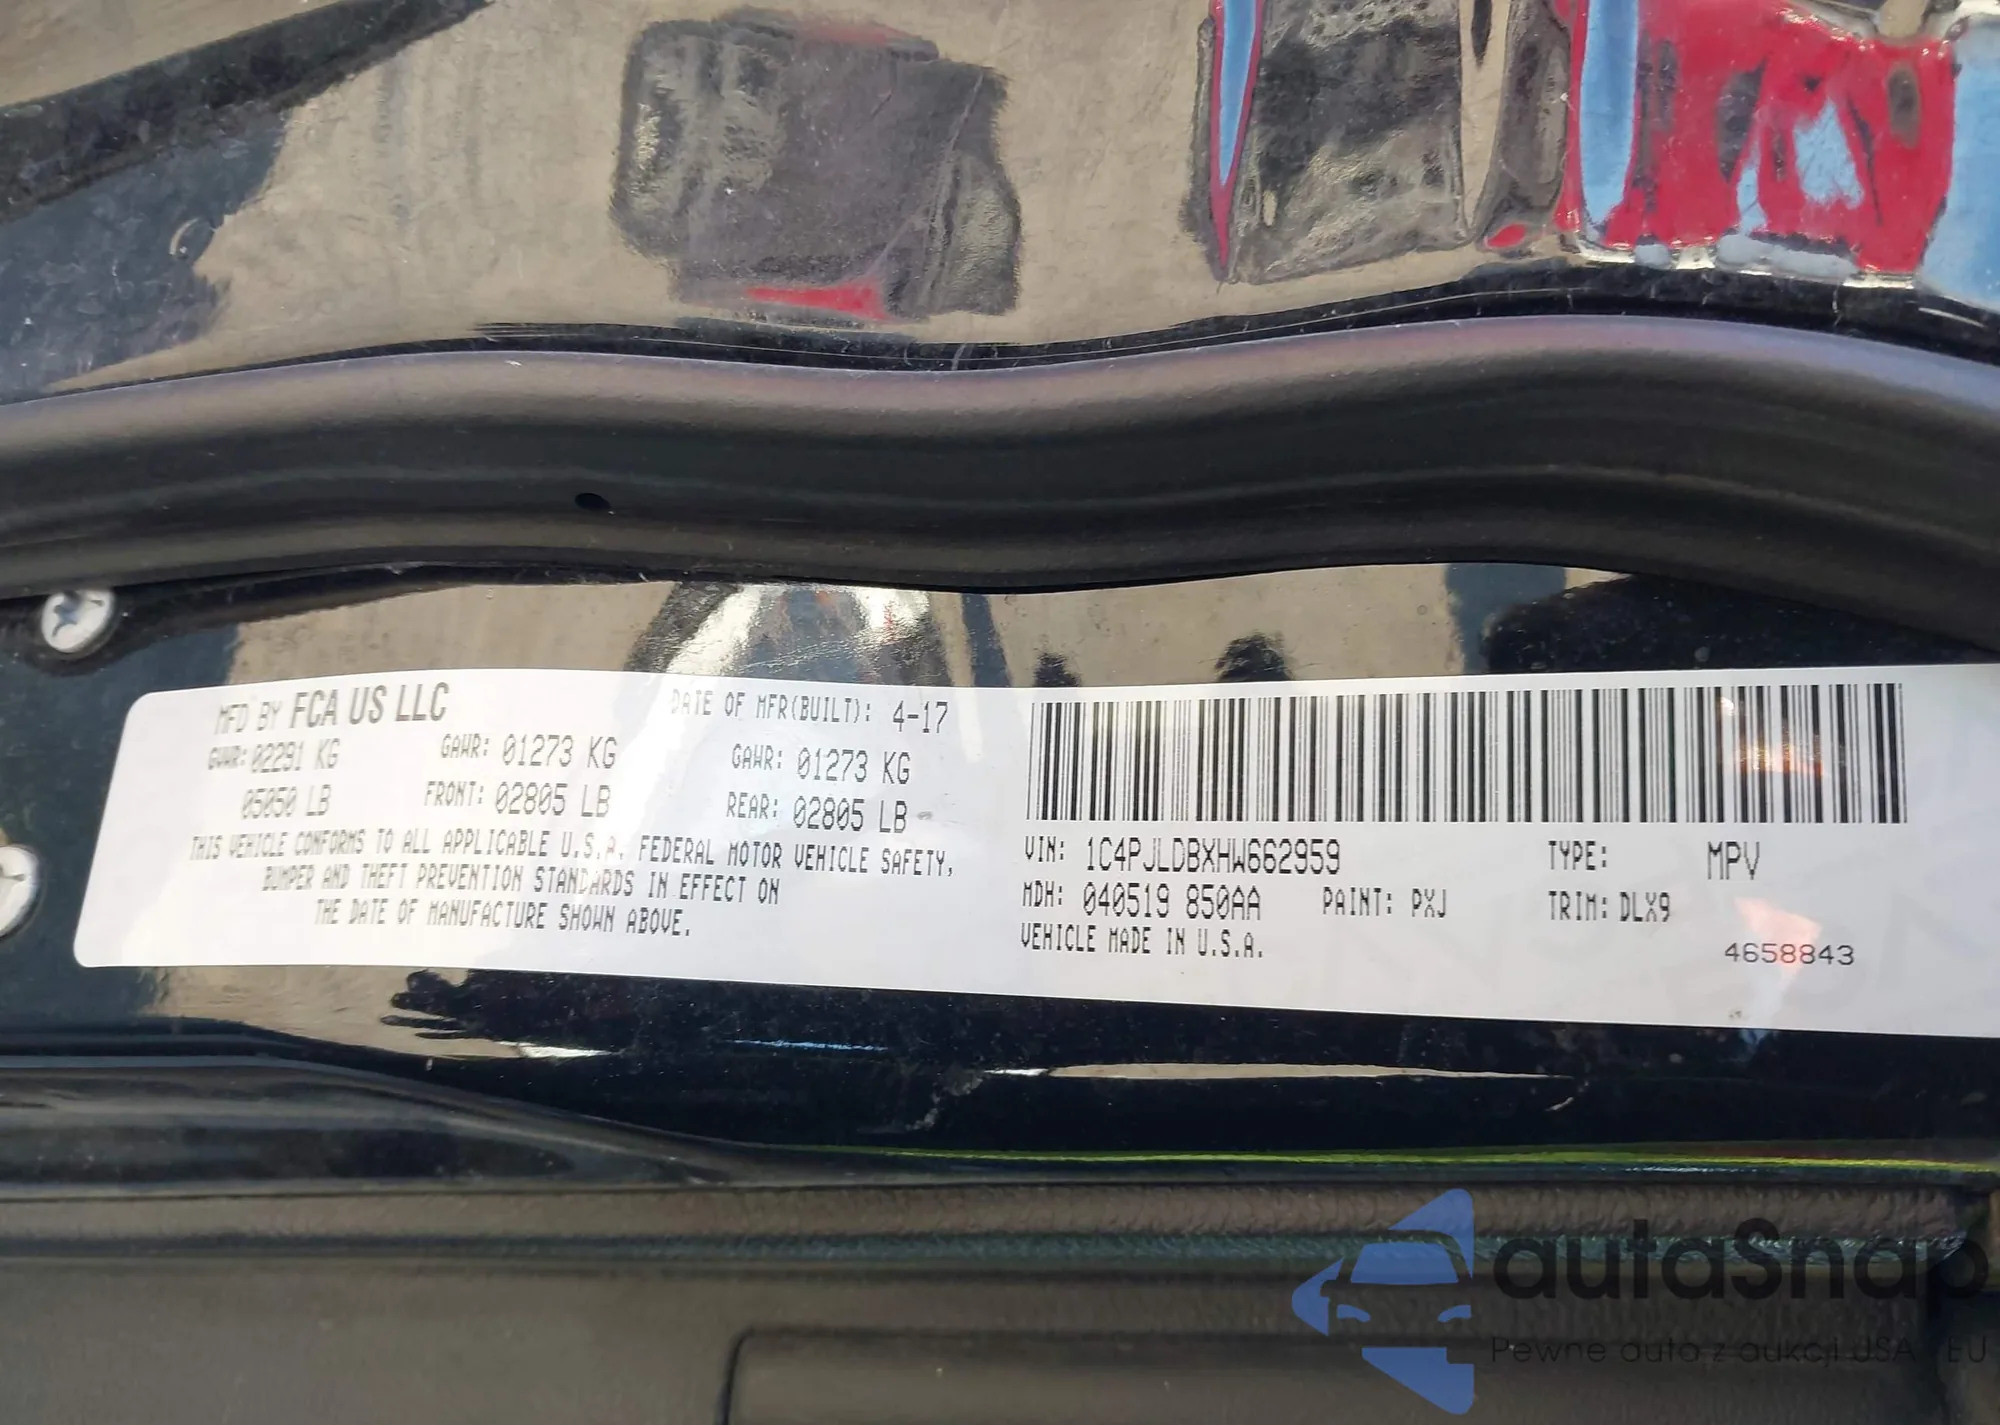 MFD BY FCA US LLC
DATE OF MFR(BUILT): 4-17
GVWR: 02291 KG
GAWR: 01273 KG
GAWR: 01273 KG
05050 LB
FRONT: 02805 LB
REAR: 02805 LB
THIS VEHICLE CONFORMS TO ALL APPLICABLE U.S.A. FEDERAL MOTOR VEHICLE SAFETY,
BUMPER AND THEFT PREVENTION STANDARDS IN EFFECT ON
THE DATE OF MANUFACTURE SHOWN ABOVE.
VIN: 1C4PJLDBXHW662959
TYPE: MPV
MDH: 040519 850AA
PAINT: PXJ
TRIM: DLX9
VEHICLE MADE IN U.S.A.
4658843
autoSnap
Pewne auto z aukcji USA i EU